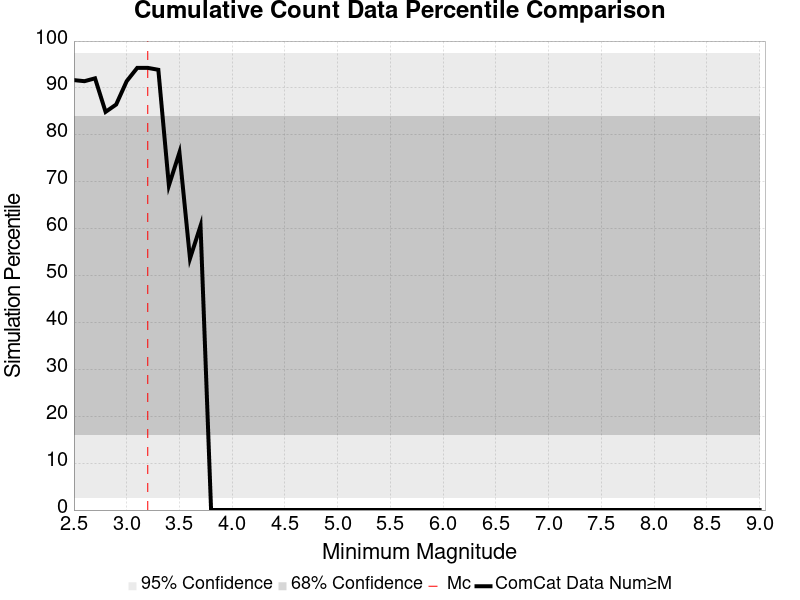 Cumulative Count Data Percentile Comparison
100
90
80
70
60
50
40
30
20
10
0
Simulation Percentile
2.5 3.0 3.5 4.0 4.5 5.0 5.5 6.0 6.5 7.0 7.5 8.0 8.5 9.0
Minimum Magnitude
95% Confidence 68% Confidence Mc ComCat Data Num≥M